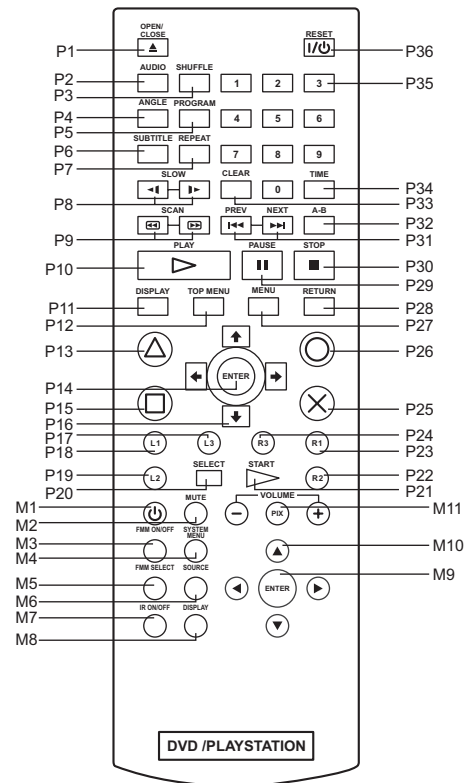 OPEN/
CLOSE
RESET
P1
I/⏻
P36
AUDIO SHUFFLE
P2
1 2 3
P35
P3
ANGLE PROGRAM
P4
4 5 6
P5
SUBTITLE REPEAT
P6
7 8 9
P7
SLOW CLEAR TIME
P8
0
P34
P33
SCAN PREV NEXT A-B
P9
P32
P31
PLAY PAUSE STOP
P10
P30
P29
DISPLAY TOP MENU MENU RETURN
P11
P28
P12
P27
P13
P26
P14
ENTER
P15
P25
P16
P17
L1 L3 R3 R1
P24
P18
P23
P19
L2
SELECT START
R2
P22
P20
P21
M1
MUTE
VOLUME
PIX
M11
M2
FMM ON/OFF SYSTEM
MENU
M3
M10
M4
FMM SELECT SOURCE
M5
M9
M6
ENTER
IR ON/OFF DISPLAY
M7
M8
DVD /PLAYSTATION